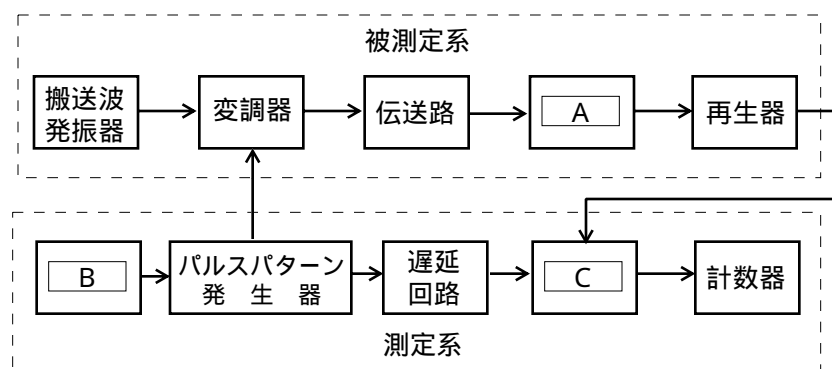 被測定系
搬送波
発振器
変調器
伝送路
A
再生器
B
パルスパターン
発生器
遅延
回路
C
計数器
測定系